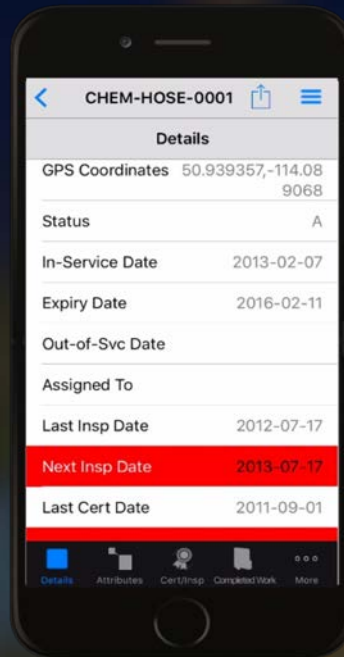 CHEM-HOSE-0001
Details
GPS Coordinates 50.939357,-114.08
9068
Status A
In-Service Date 2013-02-07
Expiry Date 2016-02-11
Out-of-Svc Date
Assigned To
Last Insp Date 2012-07-17
Next Insp Date 2013-07-17
Last Cert Date 2011-09-01
Details Attributes Cert/Insp Completed Work More